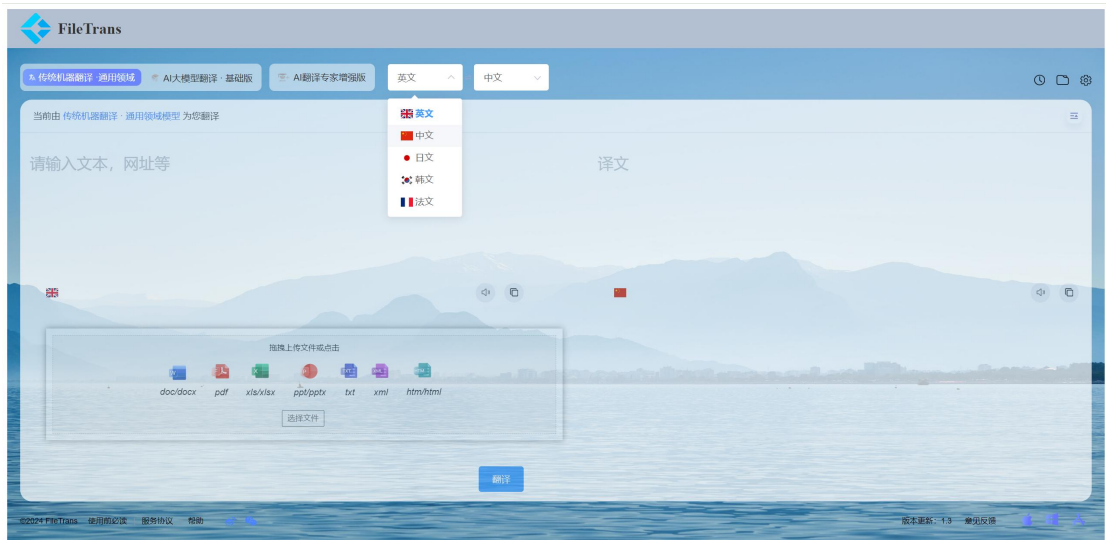 FileTrans
传统机器翻译 · 通用领域 AI大模型翻译 · 基础版 AI翻译专家增强版 英文 中文
当前由 传统机器翻译 · 通用领域模型 为您翻译
英文
中文
日文
韩文
法文
请输入文本，网址等 译文
拖拽上传文件或点击
doc/docx pdf xls/xlsx ppt/pptx txt xml htm/html
选择文件
翻译
©2024 FileTrans 使用前必读 服务协议 帮助 版本更新：1.3 意见反馈